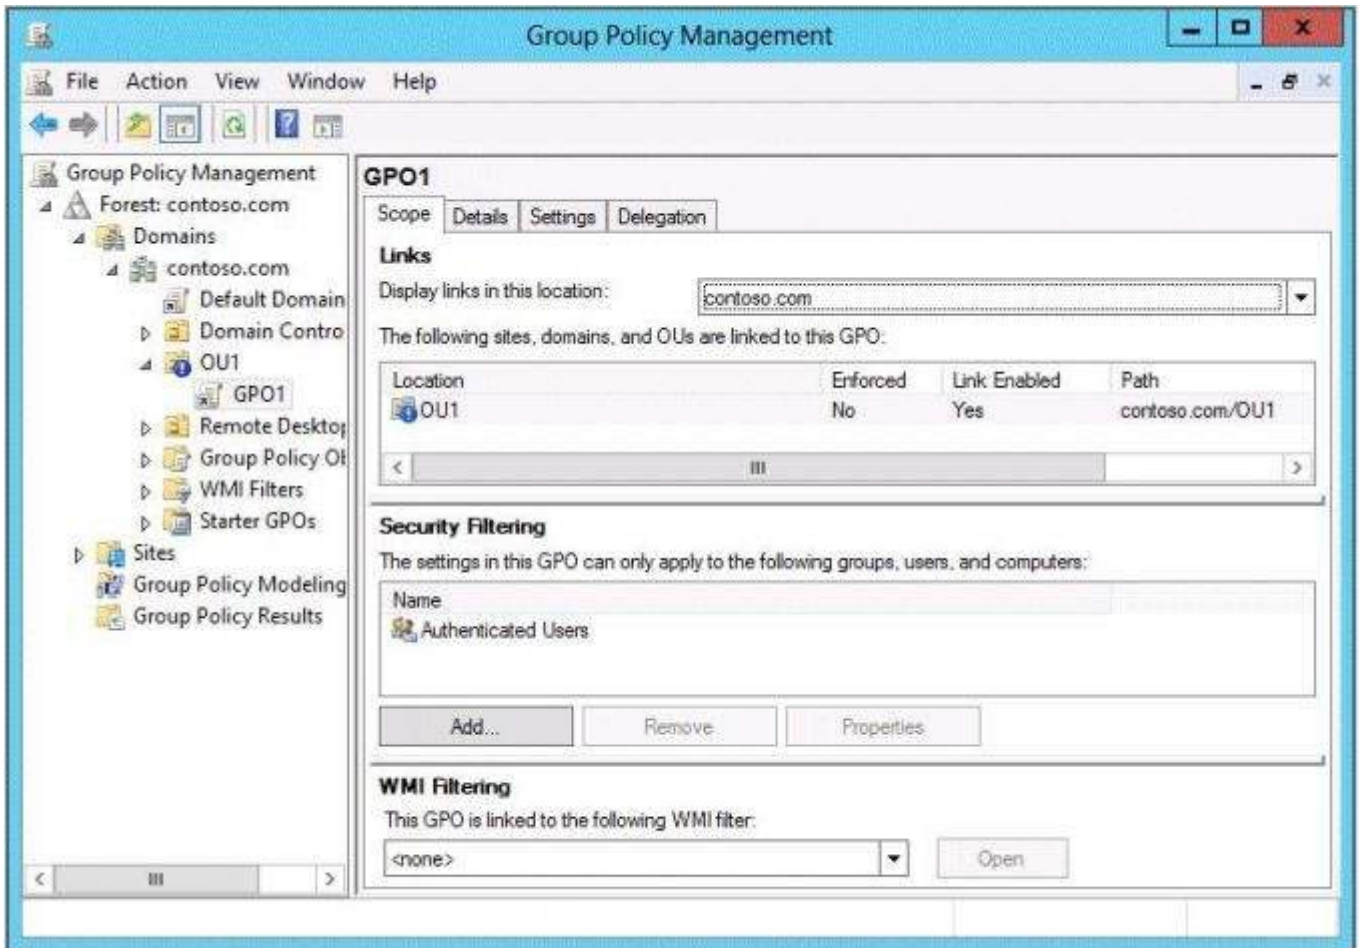 Group Policy Management
File Action View Window Help
Group Policy Management
Forest: contoso.com
Domains
contoso.com
Default Domain
Domain Contro
OU1
GPO1
Remote Desktop
Group Policy Ob
WMI Filters
Starter GPOs
Sites
Group Policy Modeling
Group Policy Results
GPO1
Scope Details Settings Delegation
Links
Display links in this location: contoso.com
The following sites, domains, and OUs are linked to this GPO:
Location Enforced Link Enabled Path
OU1 No Yes contoso.com/OU1
Security Filtering
The settings in this GPO can only apply to the following groups, users, and computers:
Name
Authenticated Users
Add... Remove Properties
WMI Filtering
This GPO is linked to the following WMI filter:
<none> Open